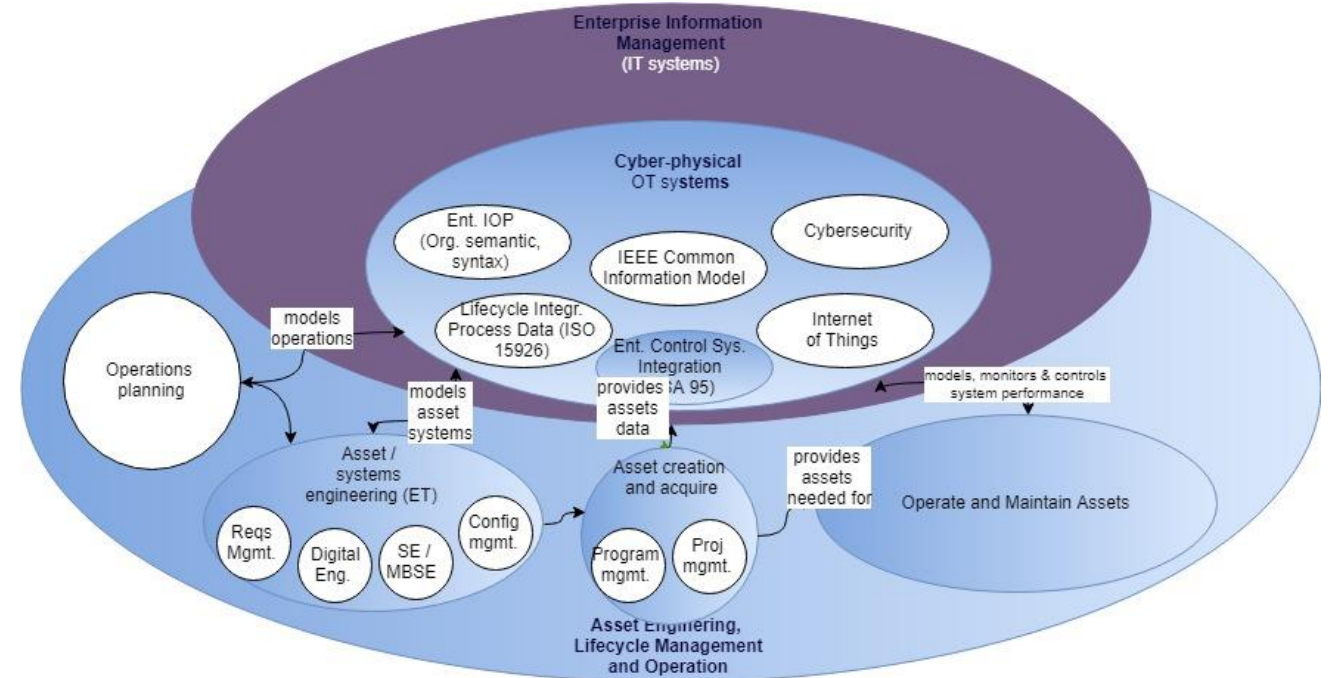 Enterprise Information
Management
(IT systems)
Cyber-physical
OT systems
Ent. IOP
(Org. semantic,
syntax)
IEEE Common
Information Model
Cybersecurity
Lifecycle Integr.
Process Data (ISO
15926)
Internet
of Things
Ent. Control Sys.
Integration
SA 95)
models
operations
Operations
planning
models
asset
systems
provides
assets
data
models, monitors & controls
system performance
Asset /
systems
engineering (ET)
Reqs
Mgmt.
Digital
Eng.
SE /
MBSE
Config
mgmt.
Asset creation
and acquire
Program
mgmt.
Proj
mgmt.
provides
assets
needed for
Operate and Maintain Assets
Asset Enginering,
Lifecycle Management
and Operation